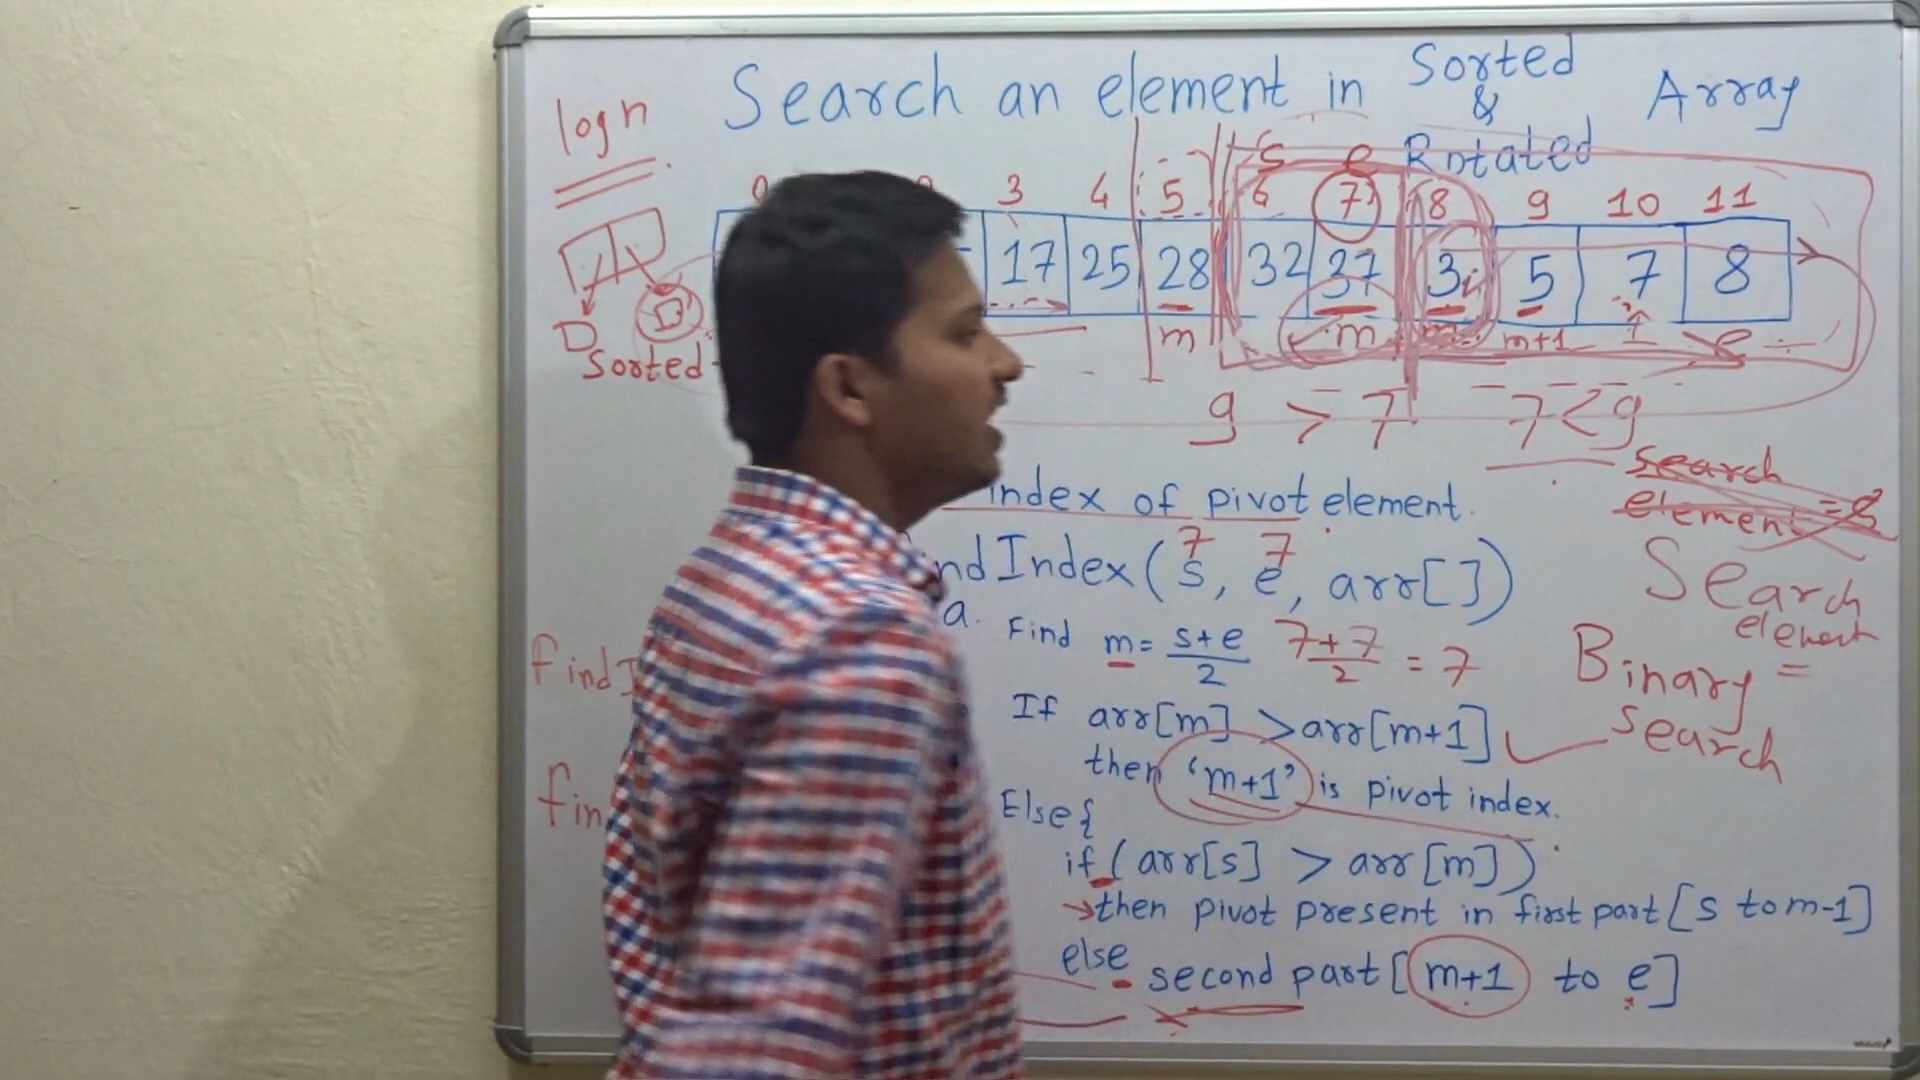 Search an element in Sorted & Rotated Array
log n
3 4 5 6 7 8 9 10 11
s e
17 25 28 32 37 3 5 7 8
m m m+1 e
D D
Sorted
9 > 7 7 < 9
search element =
index of pivot element.
7 7
ndIndex(s, e, arr[])
a. Find m = s+e/2 7+7/2 = 7
Search element =
Binary search
find
If arr[m] > arr[m+1]
then 'm+1' is pivot index.
fin
Else{
if(arr[s] > arr[m])
→then pivot present in first part [s to m-1]
else second part [m+1 to e]